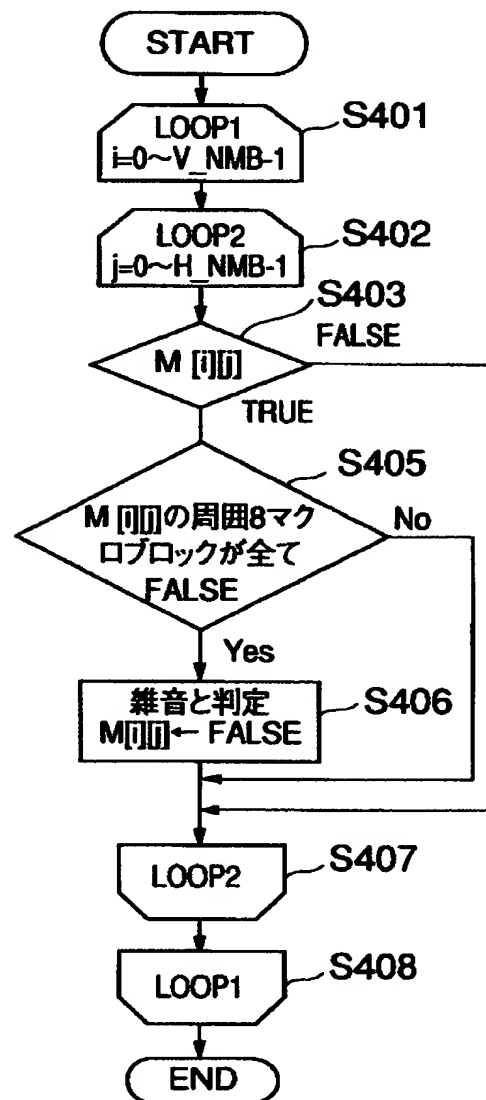 START
LOOP1
i=0~V_NMB-1
S401
LOOP2
j=0~H_NMB-1
S402
S403
M [i][j]
FALSE
TRUE
S405
M [i][j]の周囲8マク
ロブロックが全て
FALSE
No
Yes
雑音と判定
M[i][j]← FALSE
S406
LOOP2
S407
LOOP1
S408
END